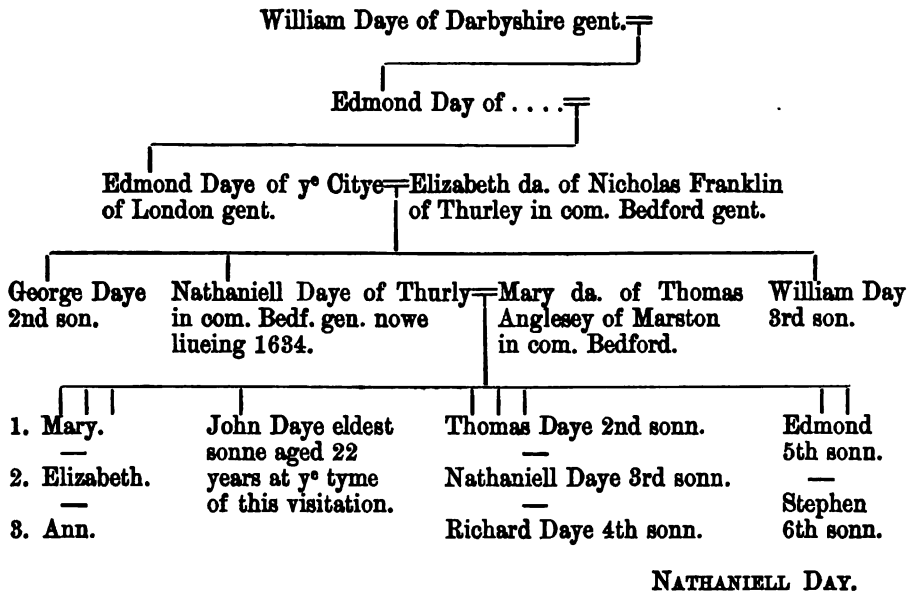 William Daye of Darbyshire gent.
Edmond Day of . . . .
Edmond Daye of yᵉ Citye
of London gent.
Elizabeth da. of Nicholas Franklin
of Thurley in com. Bedford gent.
George Daye
2nd son.
Nathaniell Daye of Thurly
in com. Bedf. gen. nowe
liueing 1634.
Mary da. of Thomas
Anglesey of Marston
in com. Bedford.
William Day
3rd son.
1. Mary.
2. Elizabeth.
3. Ann.
John Daye eldest
sonne aged 22
years at yᵉ tyme
of this visitation.
Thomas Daye 2nd sonn.
Nathaniell Daye 3rd sonn.
Richard Daye 4th sonn.
Edmond
5th sonn.
Stephen
6th sonn.
NATHANIELL DAY.